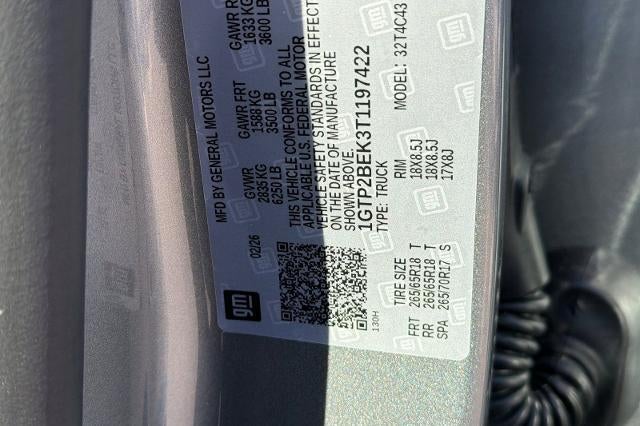 gm
MFD BY GENERAL MOTORS LLC
02/26 GVWR GAWR FRT GAWR RR
2835 KG 1588 KG 1633 KG
6250 LB 3500 LB 3600 LB
THIS VEHICLE CONFORMS TO ALL
APPLICABLE U.S. FEDERAL MOTOR
VEHICLE SAFETY STANDARDS IN EFFECT
ON THE DATE OF MANUFACTURE
SHOWN ABOVE.
1GTP2BEK3T1197422
130H TYPE: TRUCK MODEL: 32T4C43
TIRE SIZE RIM
FRT 265/65R18 T 18X8.5J
RR 265/65R18 T 18X8.5J
SPA 265/70R17 S 17X8J